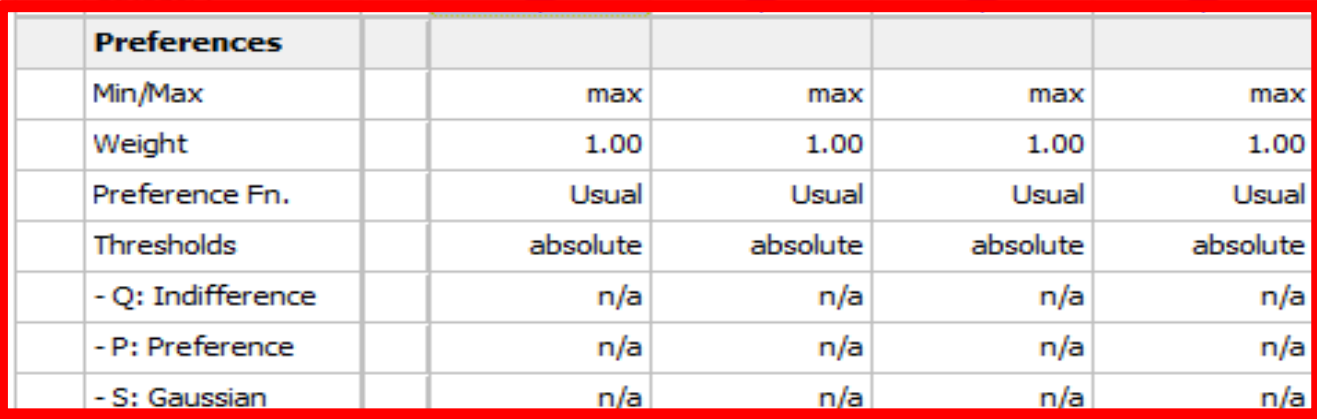 Preferences
Min/Max max max max max
Weight 1.00 1.00 1.00 1.00
Preference Fn. Usual Usual Usual Usual
Thresholds absolute absolute absolute absolute
- Q: Indifference n/a n/a n/a n/a
- P: Preference n/a n/a n/a n/a
- S: Gaussian n/a n/a n/a n/a